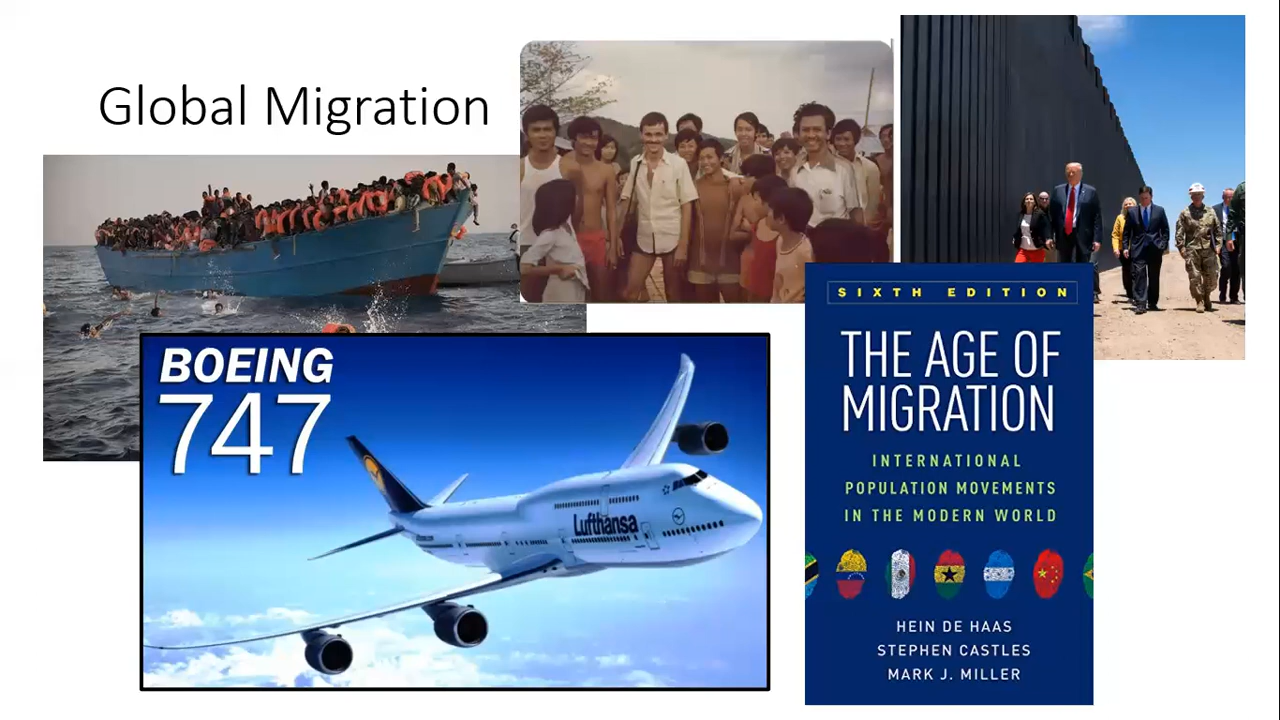 Global Migration
BOEING
747
Lufthansa
SIXTH EDITION
THE AGE OF
MIGRATION
INTERNATIONAL
POPULATION MOVEMENTS
IN THE MODERN WORLD
HEIN DE HAAS
STEPHEN CASTLES
MARK J. MILLER